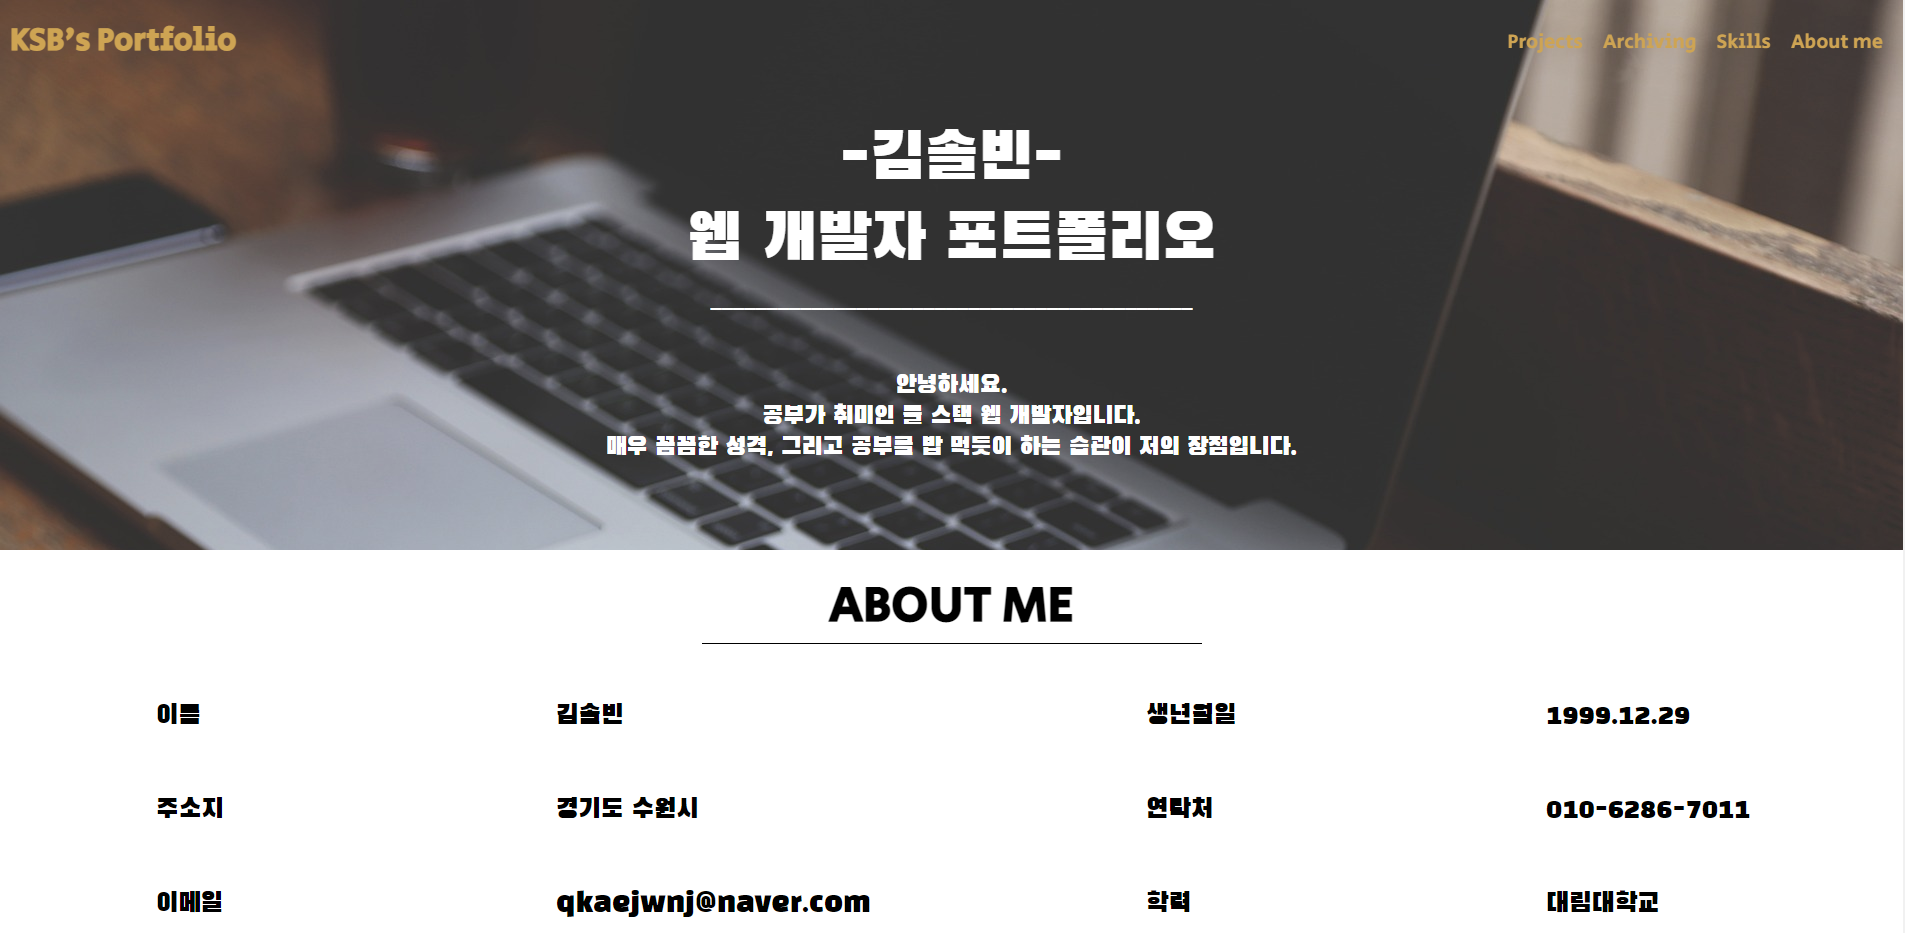 KSB's Portfolio
Projects Archiving Skills About me
-김솔빈-
웹 개발자 포트폴리오
안녕하세요.
공부가 취미인 풀 스택 웹 개발자입니다.
매우 꼼꼼한 성격, 그리고 공부를 밥 먹듯이 하는 습관이 저의 장점입니다.
ABOUT ME
이름 김솔빈 생년월일 1999.12.29
주소지 경기도 수원시 연락처 010-6286-7011
이메일 qkaejwnj@naver.com 학력 대림대학교